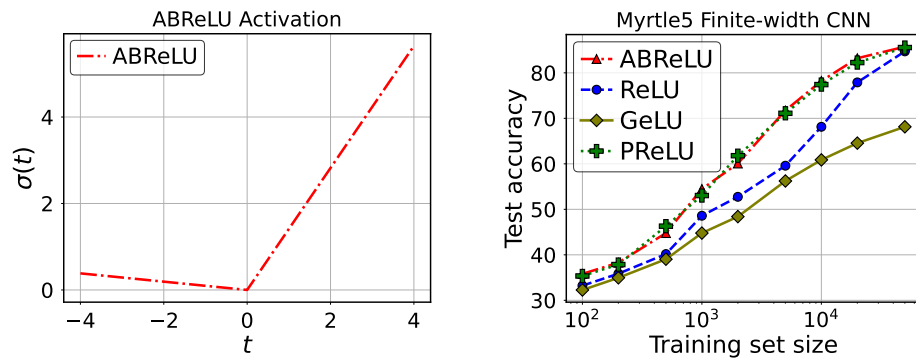 ABReLU Activation
ABReLU
σ(t)
4
2
0
−4
−2
0
2
4
t
Myrtle5 Finite-width CNN
ABReLU
ReLU
GeLU
PReLU
Test accuracy
80
70
60
50
40
30
10²
10³
10⁴
Training set size